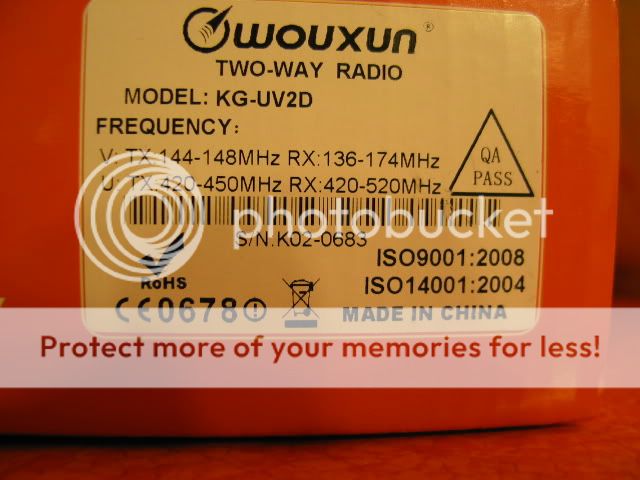 WOUXUN®
TWO-WAY RADIO
MODEL: KG-UV2D
FREQUENCY:
V: TX:144-148MHz RX:136-174MHz
U: TX:420-450MHz RX:420-520MHz
QA
PASS
photobucket
S/N:K02-0683
ISO9001:2008
RoHS
ISO14001:2004
CE0678
MADE IN CHINA
Protect more of your memories for less!